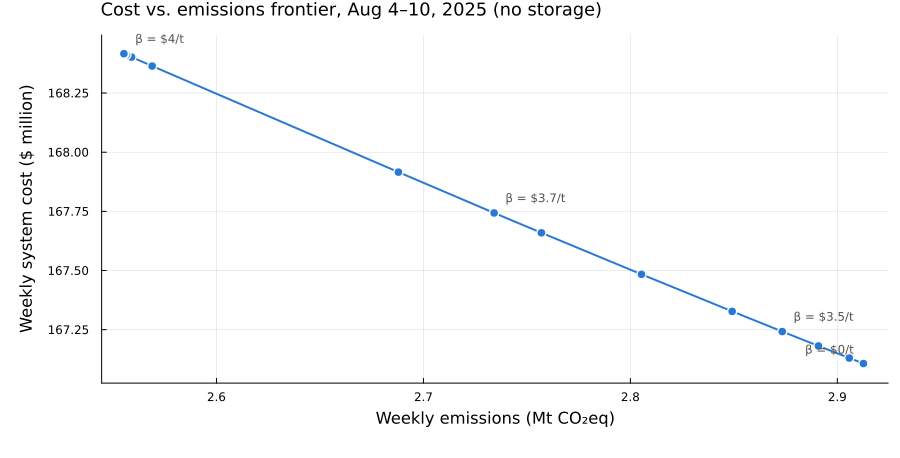 Cost vs. emissions frontier, Aug 4–10, 2025 (no storage)
β = $4/t
168.25
168.00
β = $3.7/t
167.75
167.50
β = $3.5/t
167.25
β = $0/t
2.6
2.7
2.8
2.9
Weekly system cost ($ million)
Weekly emissions (Mt CO₂eq)